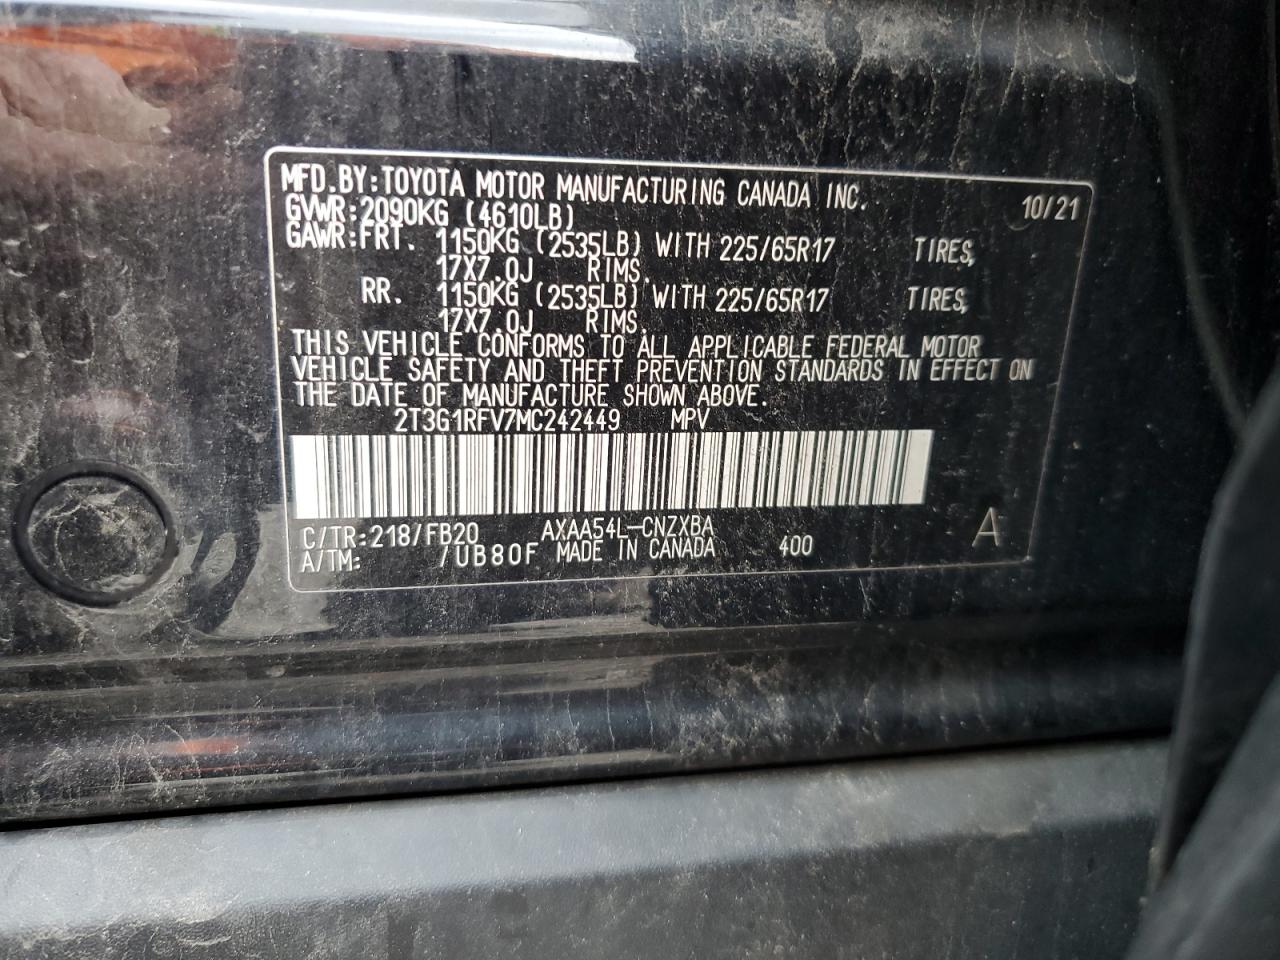 MFD.BY:TOYOTA MOTOR MANUFACTURING CANADA INC. 10/21
GVWR:2090KG (4610LB)
GAWR:FRT. 1150KG (2535LB) WITH 225/65R17 TIRES,
17X7.0J RIMS.
RR. 1150KG (2535LB) WITH 225/65R17 TIRES,
17X7.0J RIMS.
THIS VEHICLE CONFORMS TO ALL APPLICABLE FEDERAL MOTOR
VEHICLE SAFETY AND THEFT PREVENTION STANDARDS IN EFFECT ON
THE DATE OF MANUFACTURE SHOWN ABOVE.
2T3G1RFV7MC242449 MPV
C/TR:218/FB20 AXAA54L-CNZXBA A
A/TM: /UB80F MADE IN CANADA 400